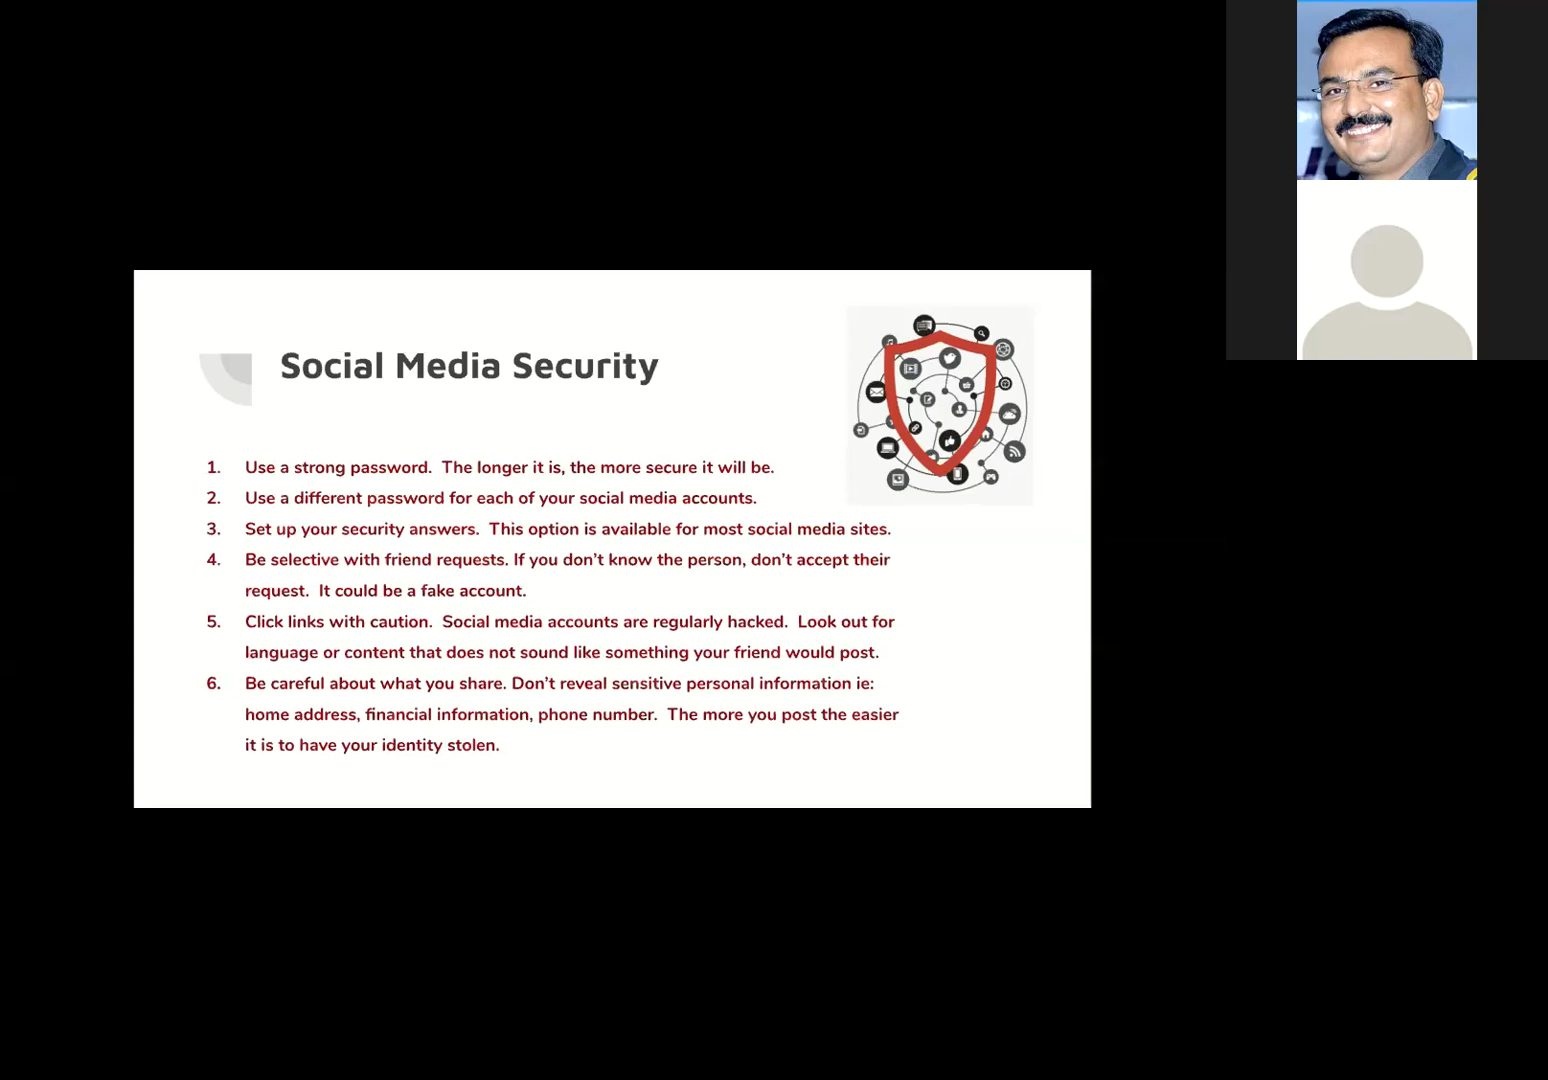 Social Media Security
1. Use a strong password.  The longer it is, the more secure it will be.
2. Use a different password for each of your social media accounts.
3. Set up your security answers.  This option is available for most social media sites.
4. Be selective with friend requests. If you don’t know the person, don’t accept their
request.  It could be a fake account.
5. Click links with caution.  Social media accounts are regularly hacked.  Look out for
language or content that does not sound like something your friend would post.
6. Be careful about what you share. Don’t reveal sensitive personal information ie:
home address, financial information, phone number.  The more you post the easier
it is to have your identity stolen.